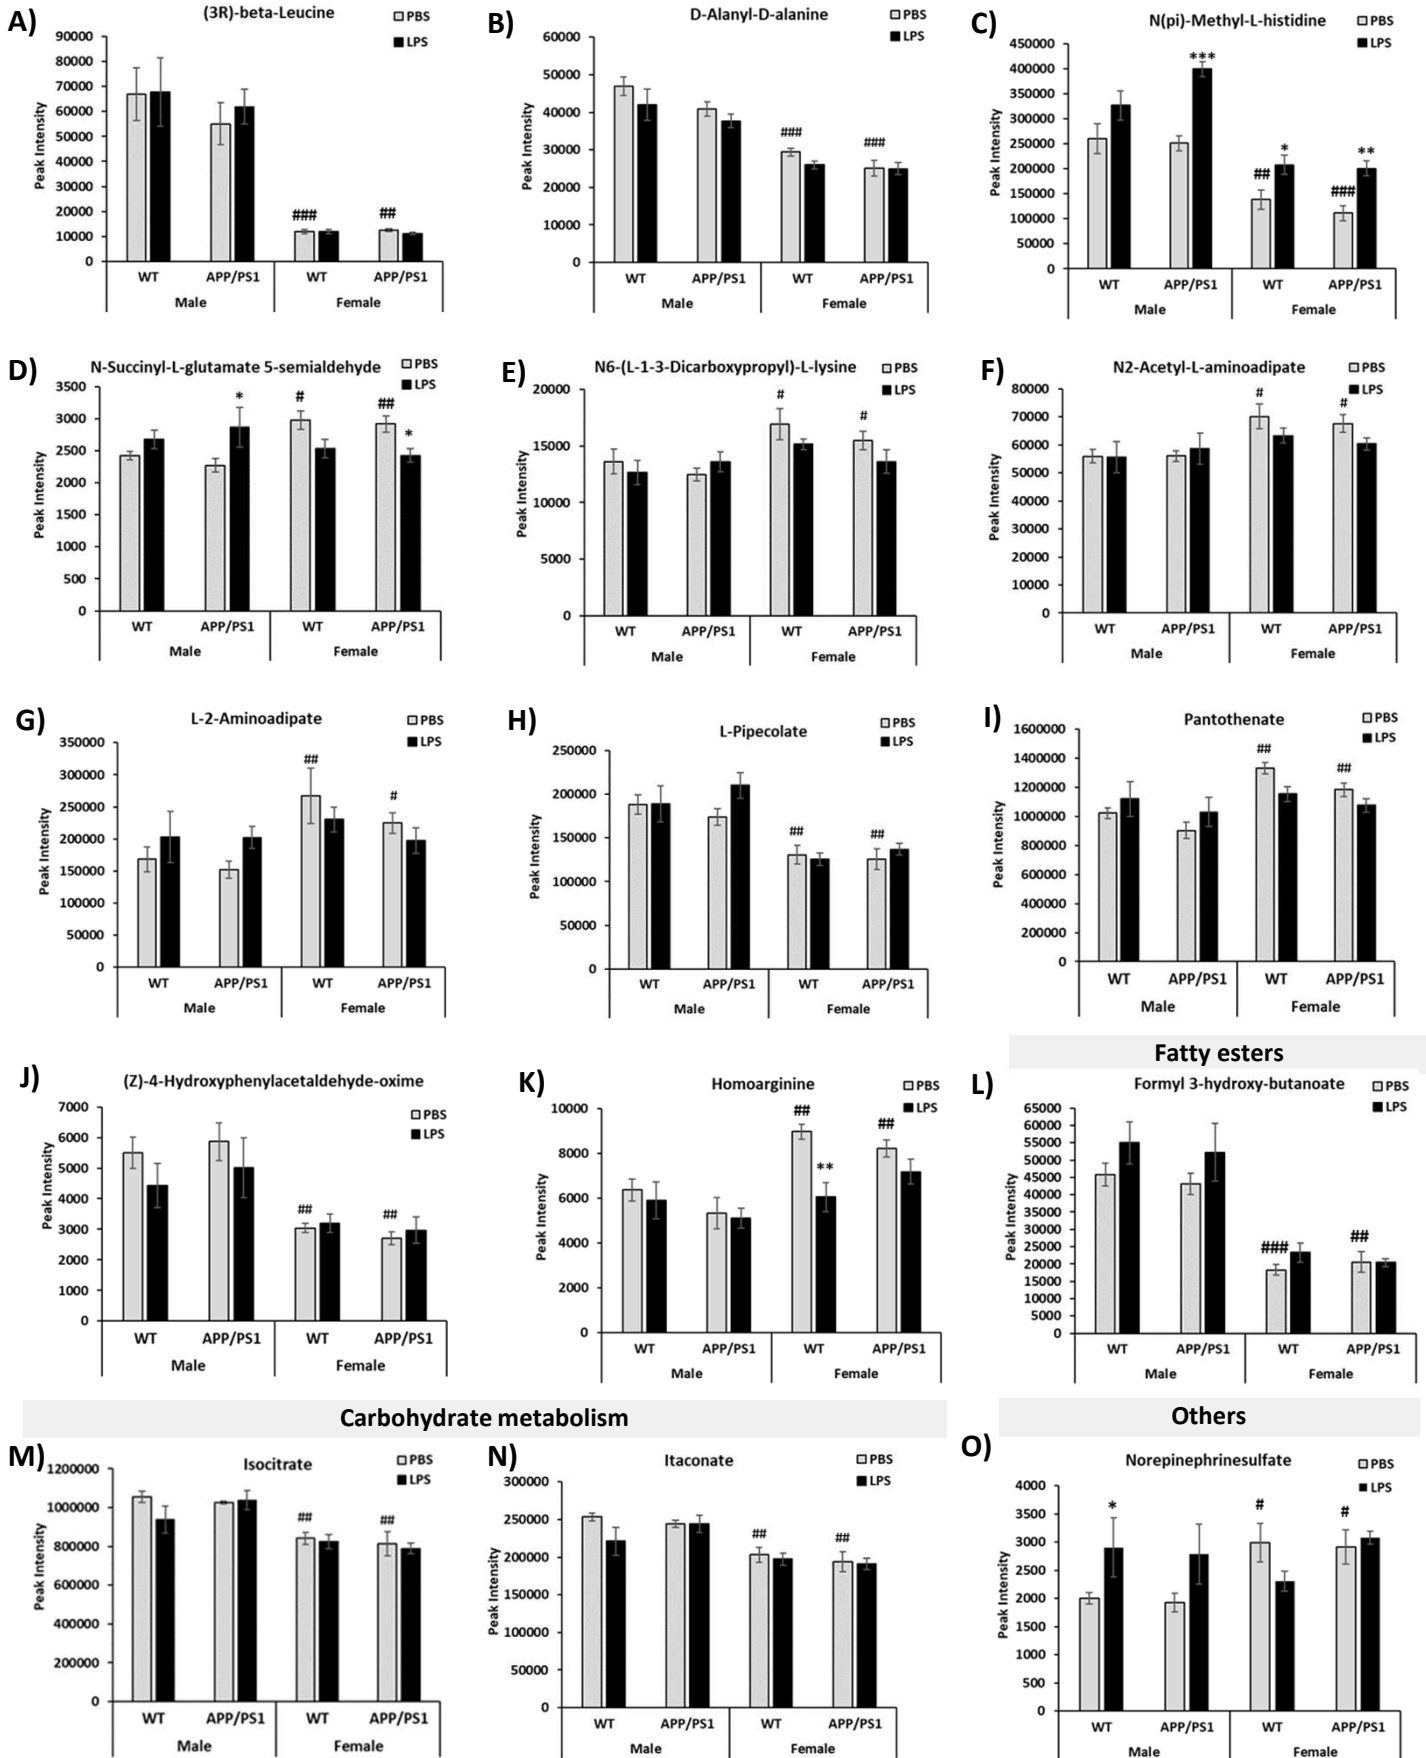 A)
(3R)-beta-Leucine
PBS
LPS
Peak Intensity
90000
80000
70000
60000
50000
40000
30000
20000
10000
0
###
##
WT
APP/PS1
WT
APP/PS1
Male
Female
B)
D-Alanyl-D-alanine
PBS
LPS
Peak Intensity
60000
50000
40000
30000
20000
10000
0
###
###
WT
APP/PS1
WT
APP/PS1
Male
Female
C)
N(pi)-Methyl-L-histidine
PBS
LPS
Peak Intensity
450000
400000
350000
300000
250000
200000
150000
100000
50000
0
***
##
*
###
**
WT
APP/PS1
WT
APP/PS1
Male
Female
D)
N-Succinyl-L-glutamate 5-semialdehyde
PBS
LPS
Peak Intensity
3500
3000
2500
2000
1500
1000
500
0
*
#
##
*
WT
APP/PS1
WT
APP/PS1
Male
Female
E)
N6-(L-1-3-Dicarboxypropyl)-L-lysine
PBS
LPS
Peak Intensity
20000
15000
10000
5000
0
#
#
WT
APP/PS1
WT
APP/PS1
Male
Female
F)
N2-Acetyl-L-aminoadipate
PBS
LPS
Peak Intensity
80000
70000
60000
50000
40000
30000
20000
10000
0
#
#
WT
APP/PS1
WT
APP/PS1
Male
Female
G)
L-2-Aminoadipate
PBS
LPS
Peak Intensity
350000
300000
250000
200000
150000
100000
50000
0
##
#
WT
APP/PS1
WT
APP/PS1
Male
Female
H)
L-Pipecolate
PBS
LPS
Peak Intensity
250000
200000
150000
100000
50000
0
##
##
WT
APP/PS1
WT
APP/PS1
Male
Female
I)
Pantothenate
PBS
LPS
Peak Intensity
1600000
1400000
1200000
1000000
800000
600000
400000
200000
0
##
##
WT
APP/PS1
WT
APP/PS1
Male
Female
J)
(Z)-4-Hydroxyphenylacetaldehyde-oxime
PBS
LPS
Peak Intensity
7000
6000
5000
4000
3000
2000
1000
0
##
##
WT
APP/PS1
WT
APP/PS1
Male
Female
K)
Homoarginine
PBS
LPS
Peak Intensity
10000
8000
6000
4000
2000
0
##
**
##
WT
APP/PS1
WT
APP/PS1
Male
Female
Fatty esters
L)
Formyl 3-hydroxy-butanoate
PBS
LPS
Peak Intensity
65000
60000
55000
50000
45000
40000
35000
30000
25000
20000
15000
10000
5000
0
###
##
WT
APP/PS1
WT
APP/PS1
Male
Female
Carbohydrate metabolism
M)
Isocitrate
PBS
LPS
Peak Intensity
1200000
1000000
800000
600000
400000
200000
0
##
##
WT
APP/PS1
WT
APP/PS1
Male
Female
N)
Itaconate
PBS
LPS
Peak Intensity
300000
250000
200000
150000
100000
50000
0
##
##
WT
APP/PS1
WT
APP/PS1
Male
Female
Others
O)
Norepinephrinesulfate
PBS
LPS
Peak Intensity
4000
3500
3000
2500
2000
1500
1000
500
0
*
#
#
WT
APP/PS1
WT
APP/PS1
Male
Female